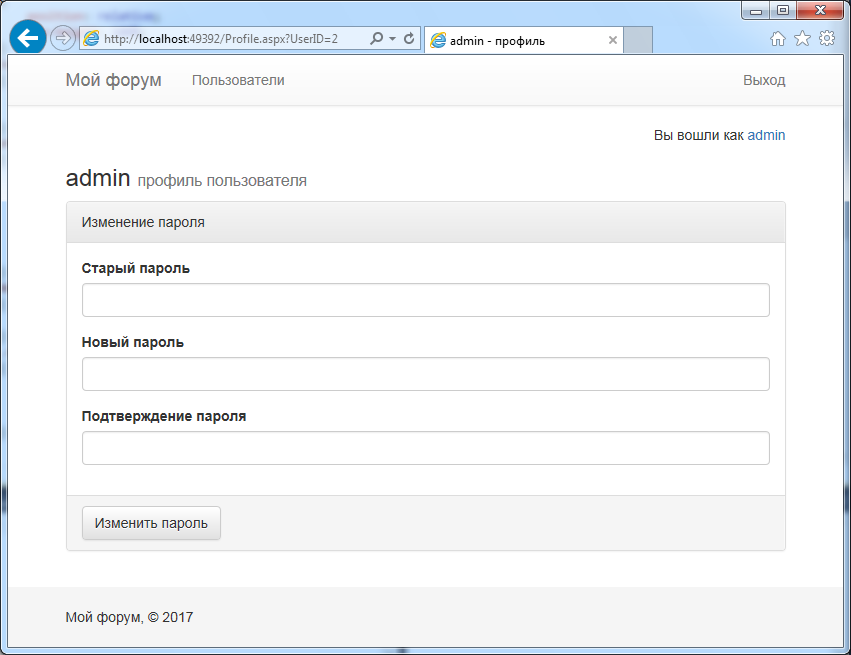 http://localhost:49392/Profile.aspx?UserID=2
admin - профиль
Мой форум
Пользователи
Выход
Вы вошли как admin
admin профиль пользователя
Изменение пароля
Старый пароль
Новый пароль
Подтверждение пароля
Изменить пароль
Мой форум, © 2017